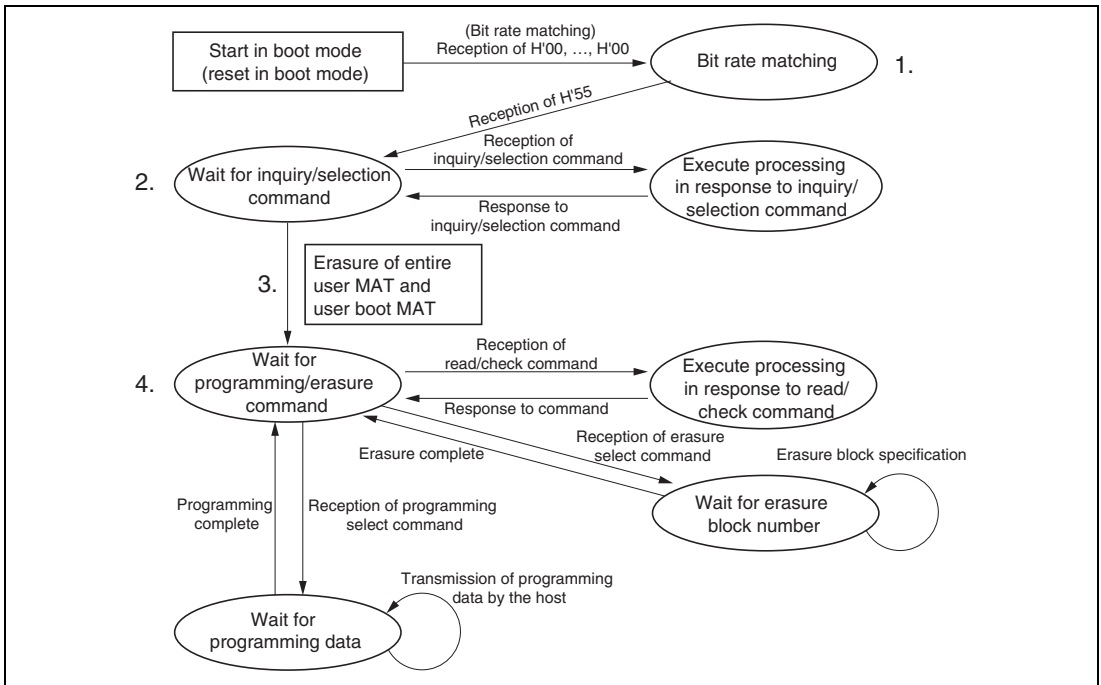 Start in boot mode
(reset in boot mode)
(Bit rate matching)
Reception of H'00, ..., H'00
Bit rate matching
1.
Reception of H'55
2.
Wait for inquiry/selection
command
Reception of
inquiry/selection command
Response to
inquiry/selection command
Execute processing
in response to inquiry/
selection command
3.
Erasure of entire
user MAT and
user boot MAT
4.
Wait for
programming/erasure
command
Reception of
read/check command
Response to command
Execute processing
in response to read/
check command
Erasure complete
Reception of erasure
select command
Erasure block specification
Wait for erasure
block number
Programming
complete
Reception of programming
select command
Transmission of programming
data by the host
Wait for
programming data